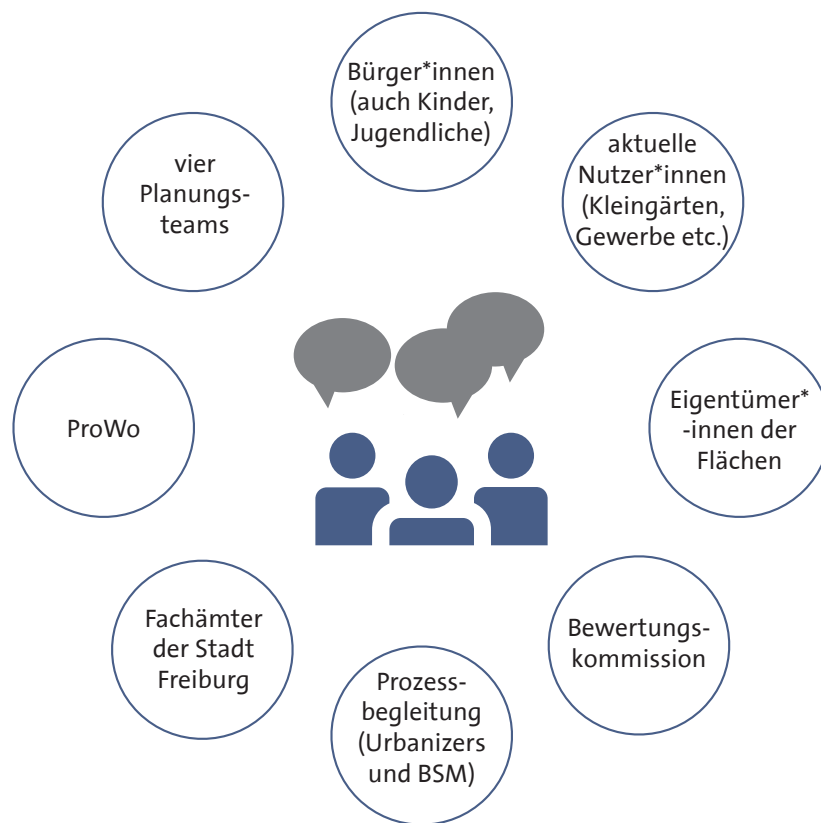 Bürger*innen
(auch Kinder,
Jugendliche)
aktuelle
Nutzer*innen
(Kleingärten,
Gewerbe etc.)
Eigentümer*
-innen der
Flächen
Bewertungs-
kommission
Prozess-
begleitung
(Urbanizers
und BSM)
Fachämter
der Stadt
Freiburg
ProWo
vier
Planungs-
teams